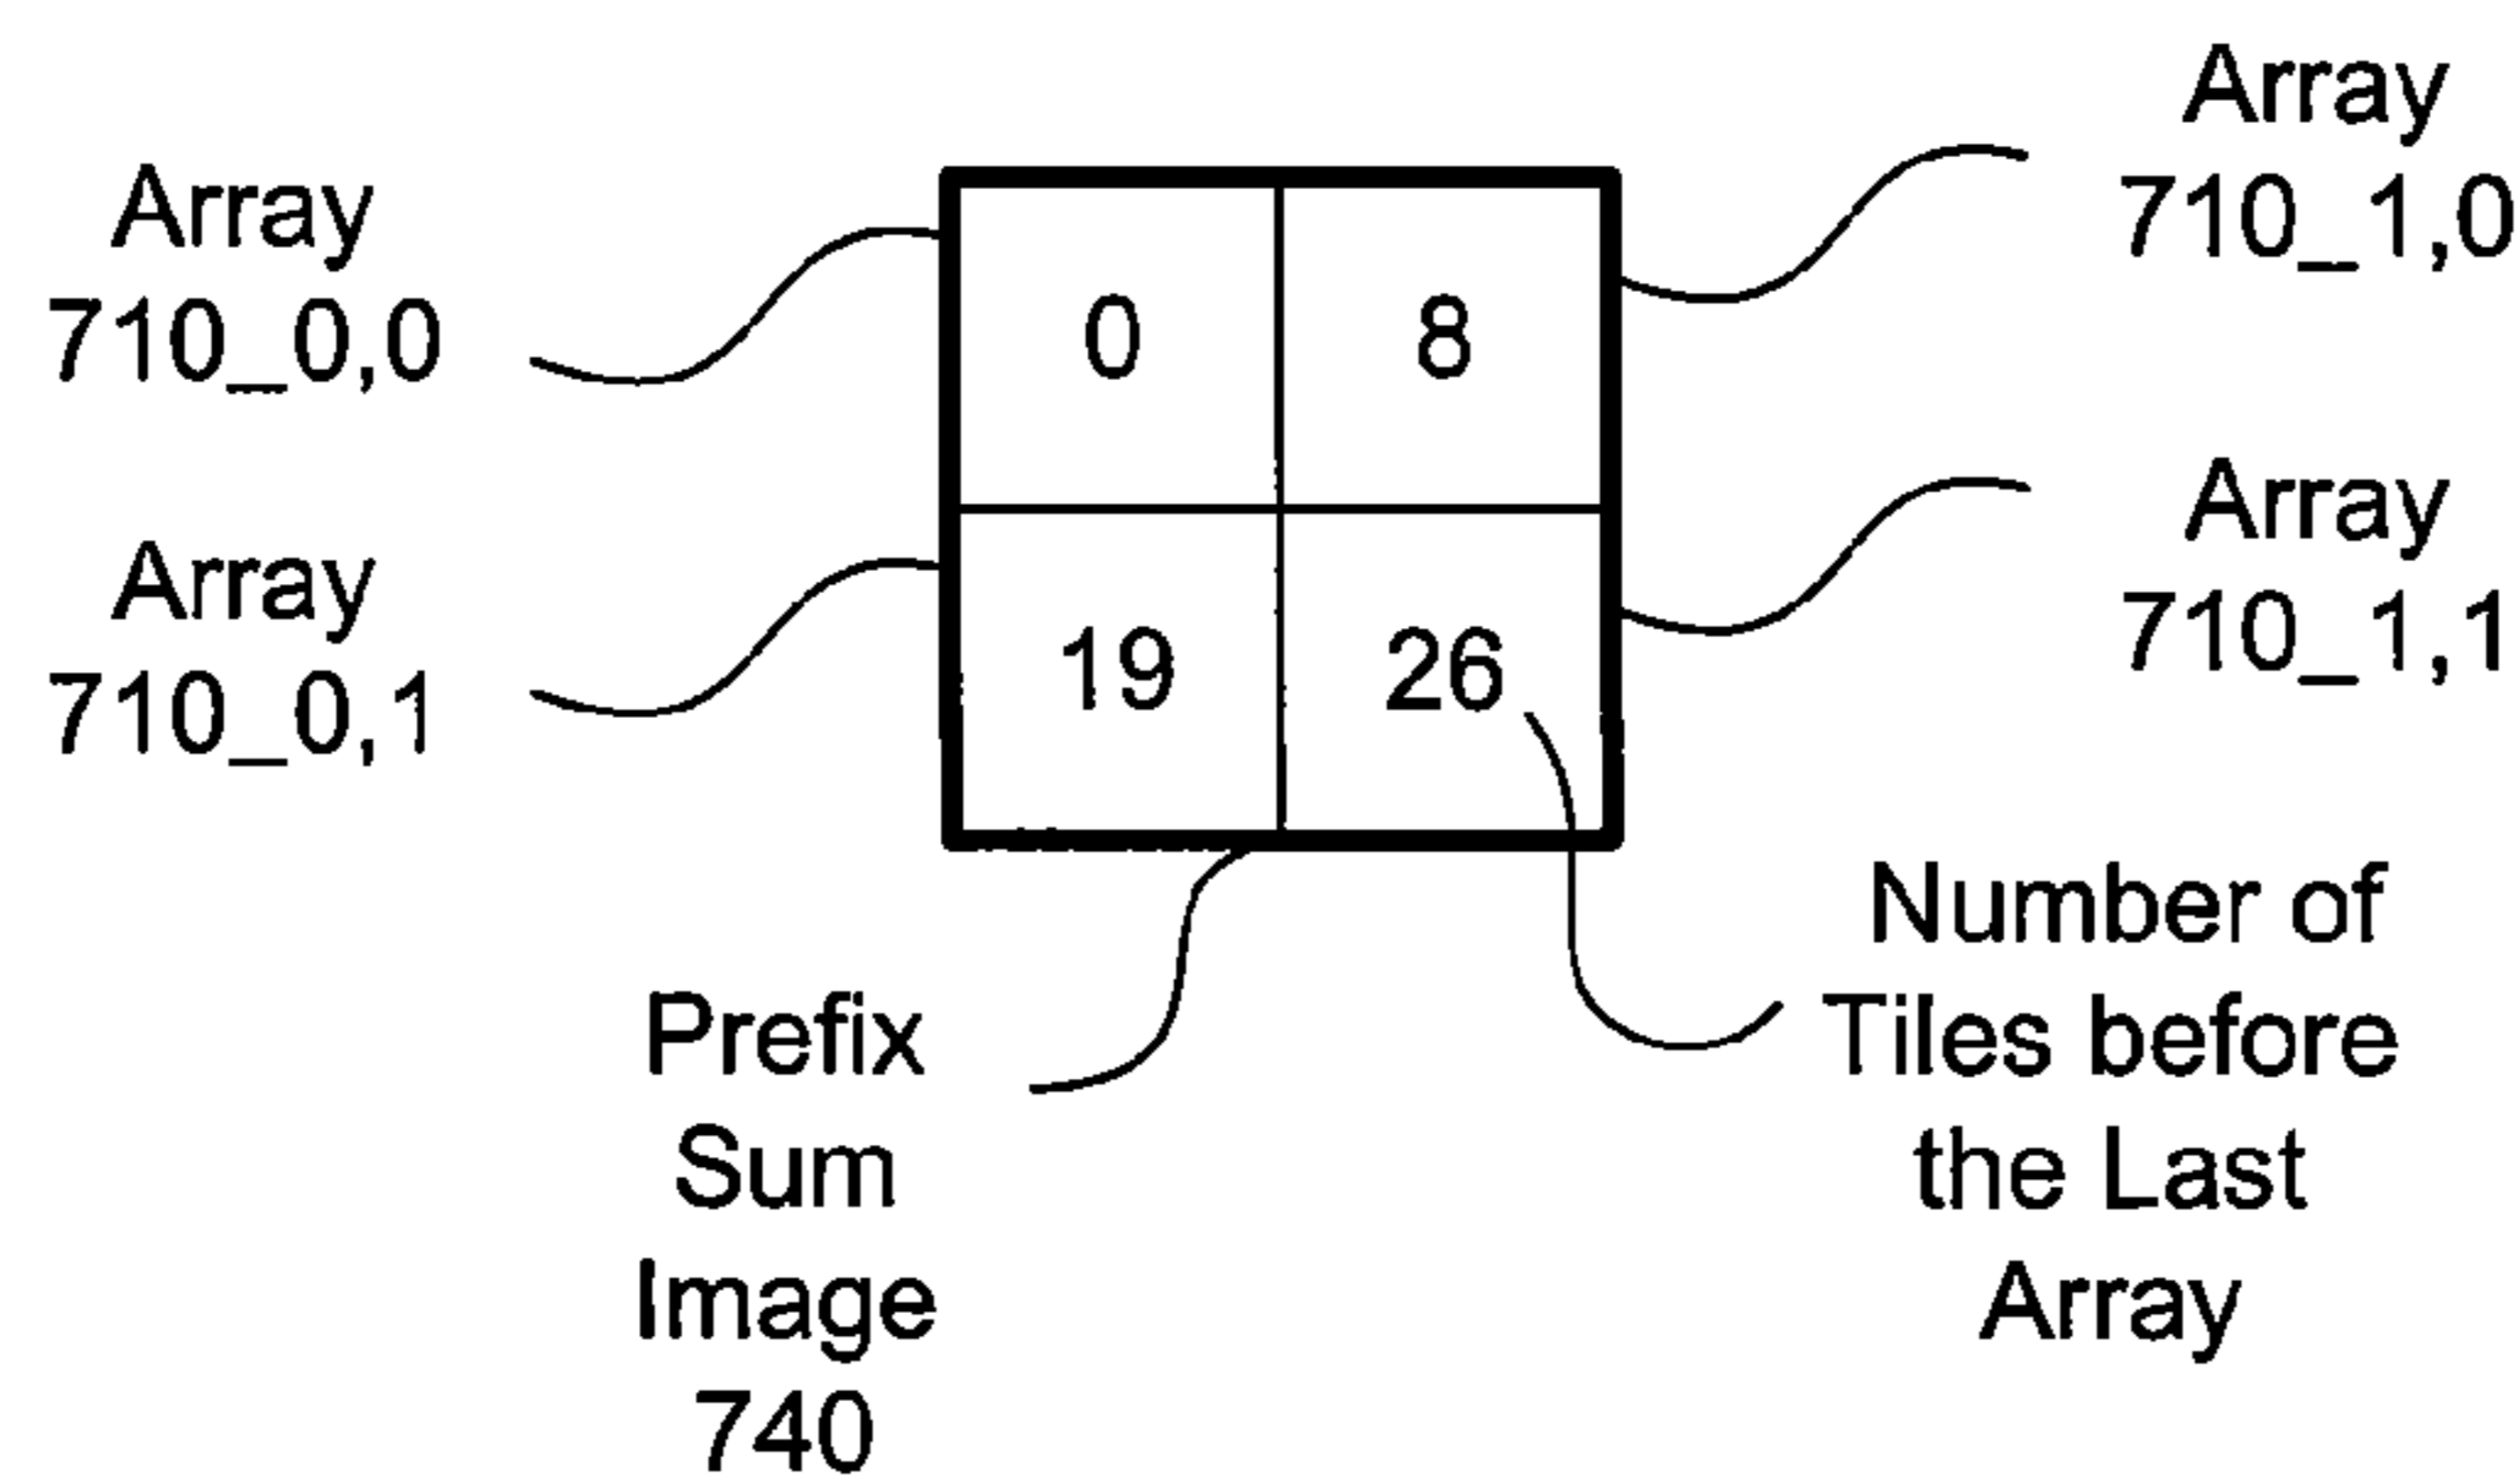 Array
710_0,0
Array
710_1,0
0
8
Array
710_0,1
Array
710_1,1
19
26
Prefix
Sum
Image
740
Number of
Tiles before
the Last
Array